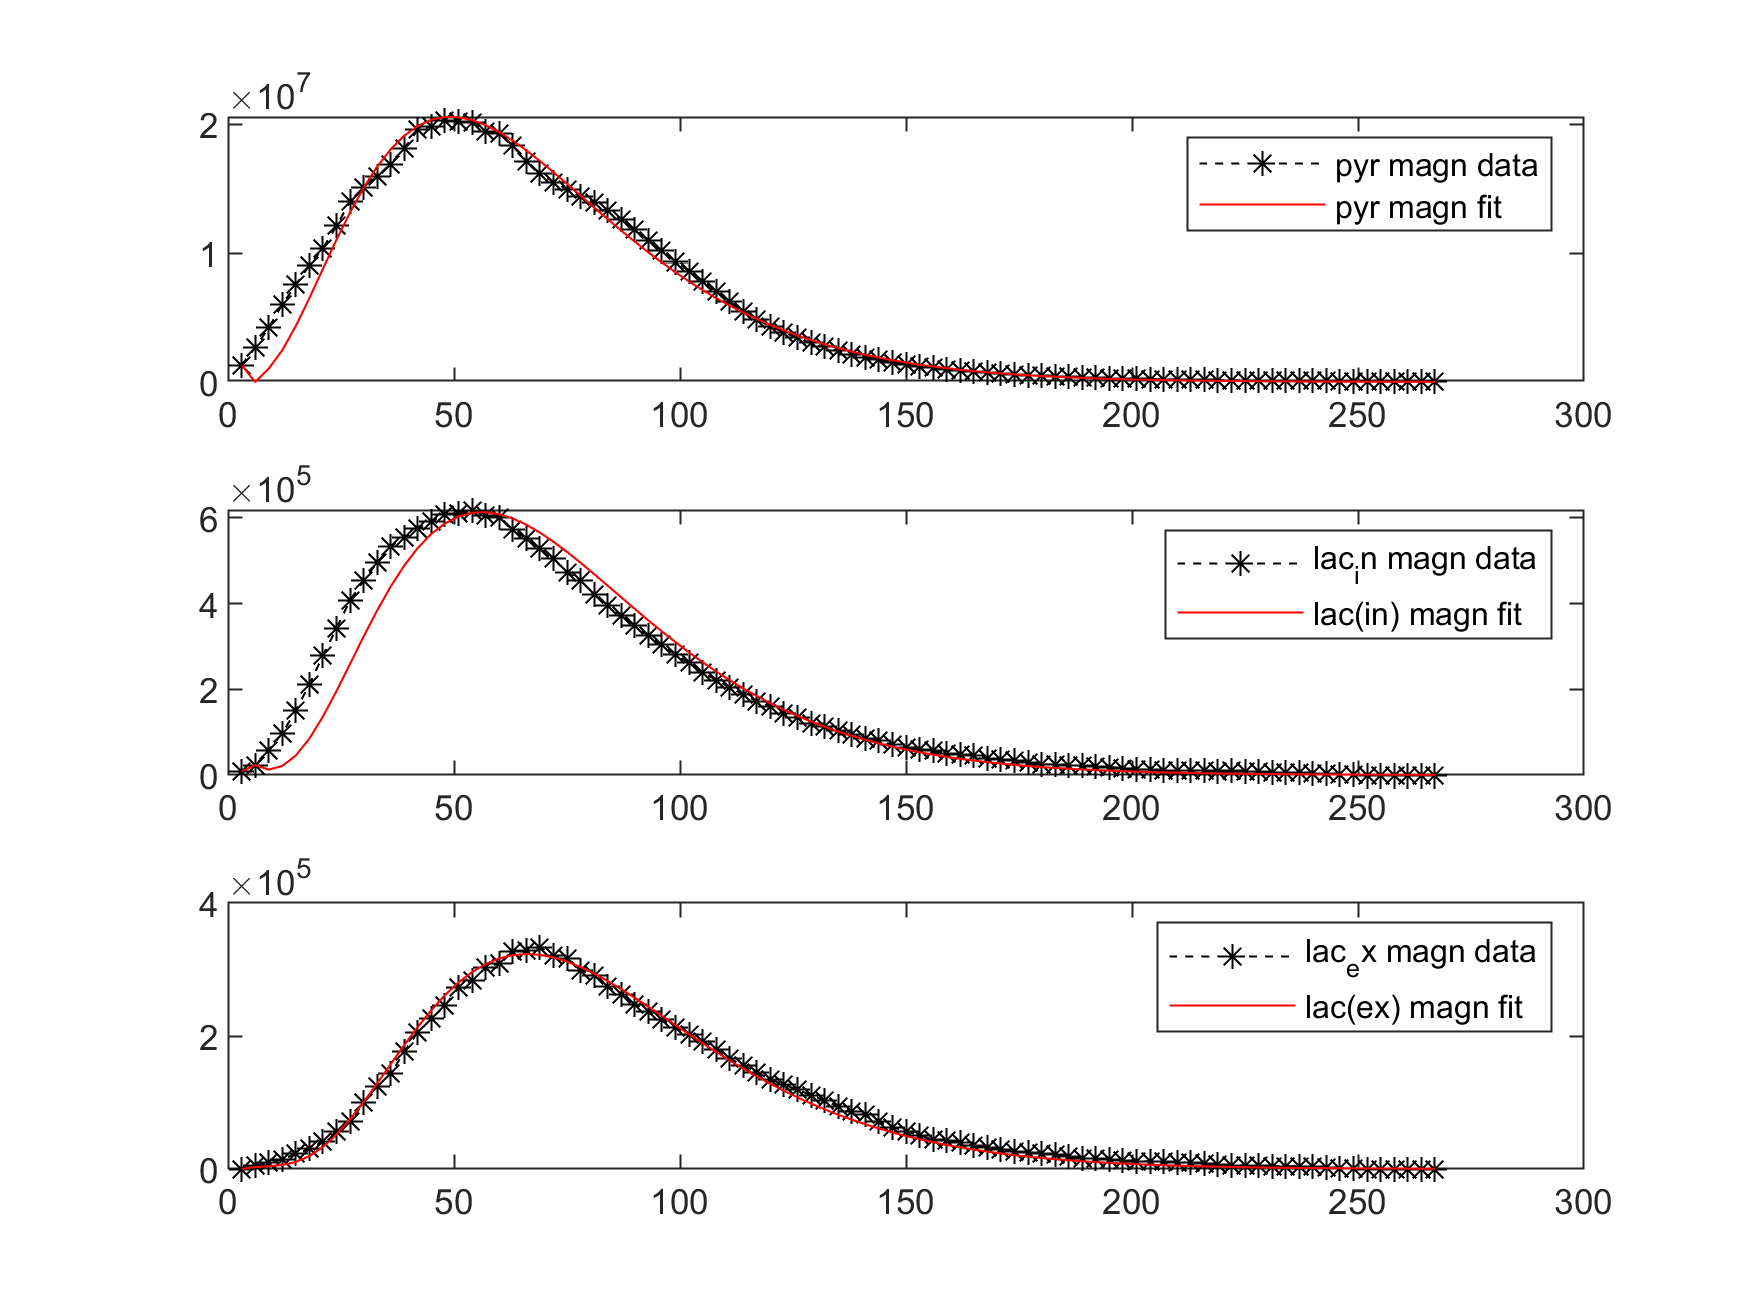 ×10^7
2
1
0
0 50 100 150 200 250 300
pyr magn data
pyr magn fit
×10^5
6
4
2
0
0 50 100 150 200 250 300
lac_in magn data
lac(in) magn fit
×10^5
4
2
0
0 50 100 150 200 250 300
lac_ex magn data
lac(ex) magn fit